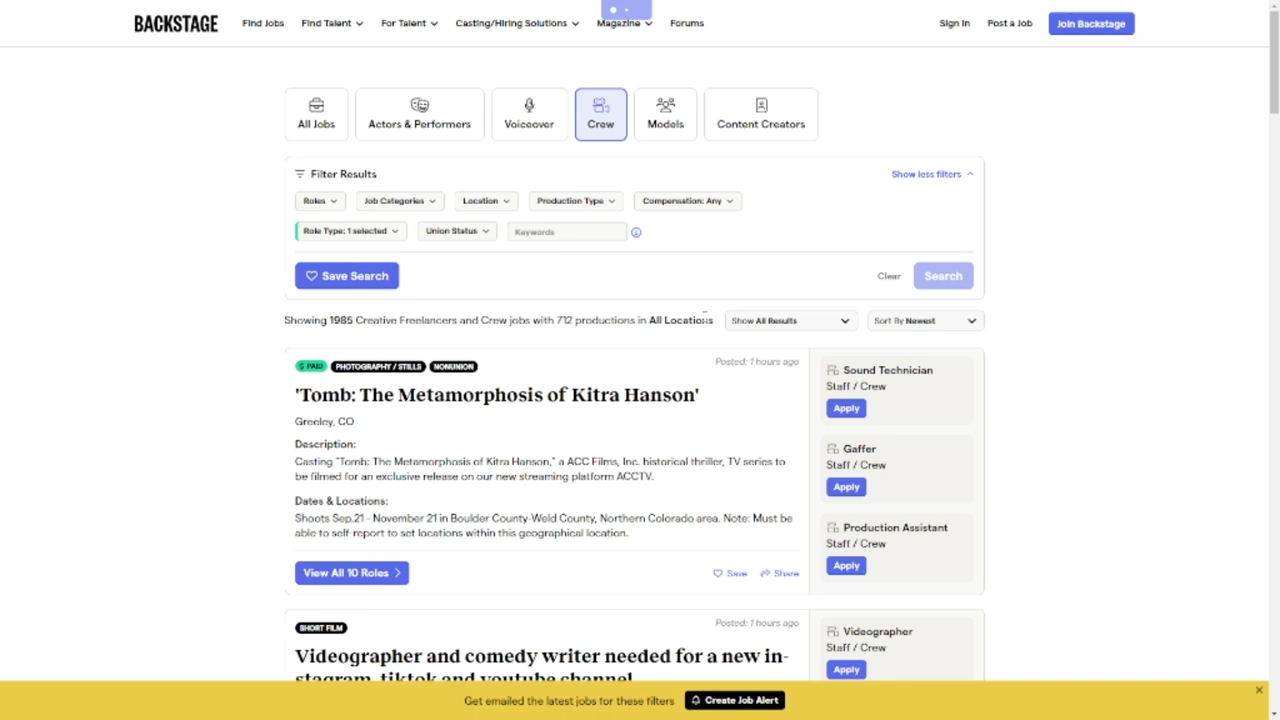 BACKSTAGE Find Jobs Find Talent For Talent Casting/Hiring Solutions Magazine Forums Sign In Post a Job Join Backstage
All Jobs Actors & Performers Voiceover Crew Models Content Creators
Filter Results Show less filters
Roles Job Categories Location Production Type Compensation: Any
Role Type: 1 selected Union Status Keywords
Save Search Clear Search
Showing 1985 Creative Freelancers and Crew jobs with 712 productions in All Locations Show All Results Sort By Newest
$ PAID PHOTOGRAPHY / STILLS NONUNION Posted: 1 hours ago
'Tomb: The Metamorphosis of Kitra Hanson'
Greeley, CO
Description:
Casting "Tomb: The Metamorphosis of Kitra Hanson," a ACC Films, Inc. historical thriller, TV series to
be filmed for an exclusive release on our new streaming platform ACCTV.
Dates & Locations:
Shoots Sep.21 - November 21 in Boulder County-Weld County, Northern Colorado area. Note: Must be
able to self-report to set locations within this geographical location.
View All 10 Roles Save Share
Sound Technician
Staff / Crew
Apply
Gaffer
Staff / Crew
Apply
Production Assistant
Staff / Crew
Apply
SHORT FILM Posted: 1 hours ago
Videographer and comedy writer needed for a new in-
stagram, tiktok and youtube channel
Videographer
Staff / Crew
Apply
Get emailed the latest jobs for these filters Create Job Alert